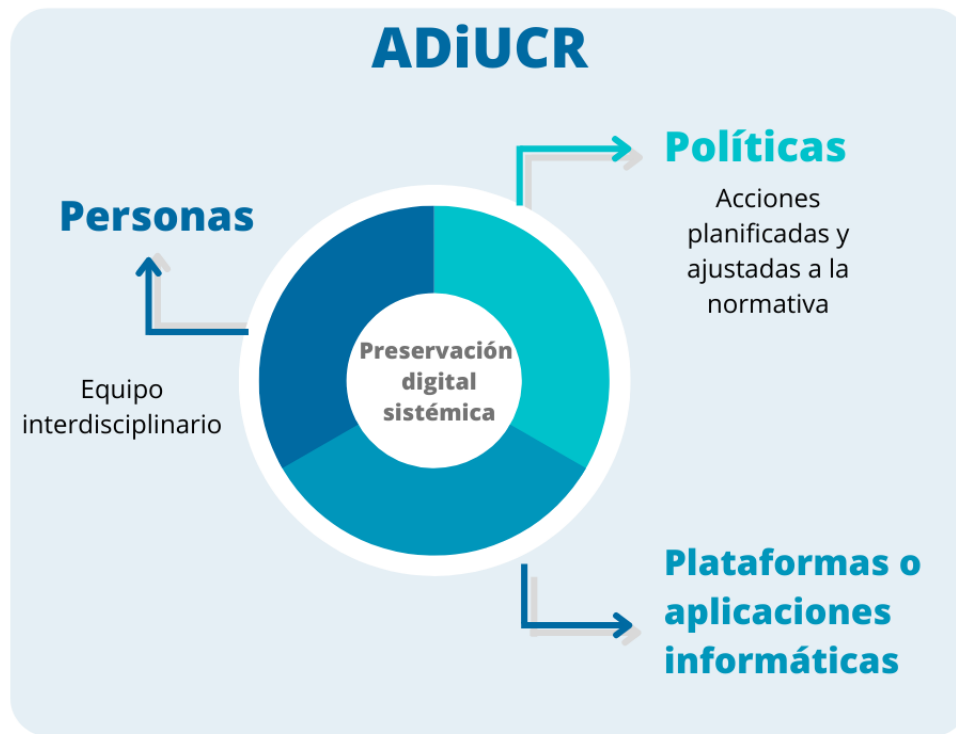 ADiUCR
Políticas
Acciones
planificadas y
ajustadas a la
normativa
Personas
Equipo
interdisciplinario
Preservación
digital
sistémica
Plataformas o
aplicaciones
informáticas